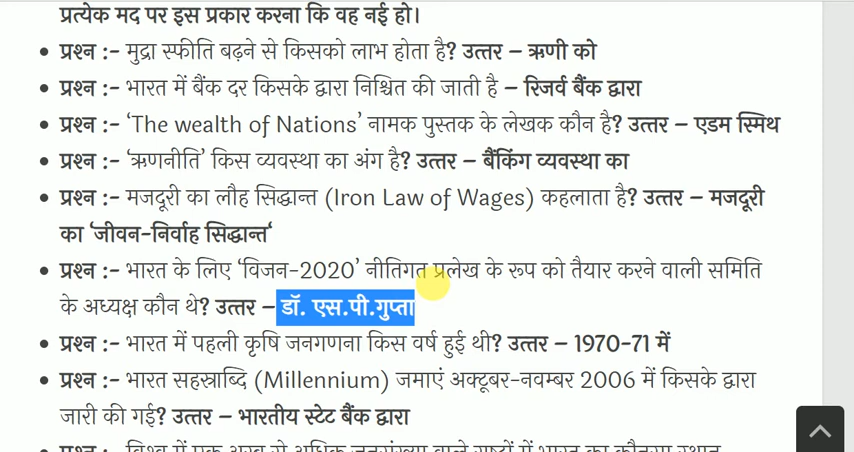 प्रत्येक मद पर इस प्रकार करना कि वह नई हो।
• प्रश्न :- मुद्रा स्फीति बढ़ने से किसको लाभ होता है? उत्तर – ऋणी को
• प्रश्न :- भारत में बैंक दर किसके द्वारा निश्चित की जाती है – रिजर्व बैंक द्वारा
• प्रश्न :- ‘The wealth of Nations’ नामक पुस्तक के लेखक कौन है? उत्तर – एडम स्मिथ
• प्रश्न :- ‘ऋणनीति’ किस व्यवस्था का अंग है? उत्तर – बैंकिंग व्यवस्था का
• प्रश्न :- मजदूरी का लौह सिद्धान्त (Iron Law of Wages) कहलाता है? उत्तर – मजदूरी
का ‘जीवन-निर्वाह सिद्धान्त‘
• प्रश्न :- भारत के लिए ‘विजन-2020’ नीतिगत प्रलेख के रूप को तैयार करने वाली समिति
के अध्यक्ष कौन थे? उत्तर – डॉ. एस.पी.गुप्ता
• प्रश्न :- भारत में पहली कृषि जनगणना किस वर्ष हुई थी? उत्तर – 1970-71 में
• प्रश्न :- भारत सहस्राब्दि (Millennium) जमाएं अक्टूबर-नवम्बर 2006 में किसके द्वारा
जारी की गई? उत्तर – भारतीय स्टेट बैंक द्वारा